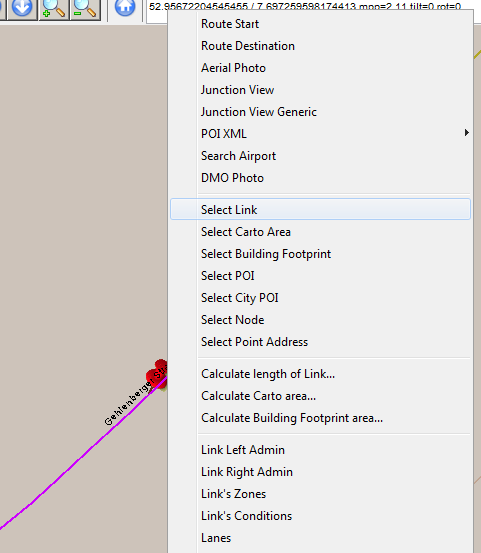 52.95672204545455 / 7.697259598174413 mpp=2.11 tilt=0 rot=0
Route Start
Route Destination
Aerial Photo
Junction View
Junction View Generic
POI XML
Search Airport
DMO Photo
Select Link
Select Carto Area
Select Building Footprint
Select POI
Select City POI
Select Node
Select Point Address
Calculate length of Link...
Calculate Carto area...
Calculate Building Footprint area...
Gehlenberge
Link Left Admin
Link Right Admin
Link's Zones
Link's Conditions
Lanes